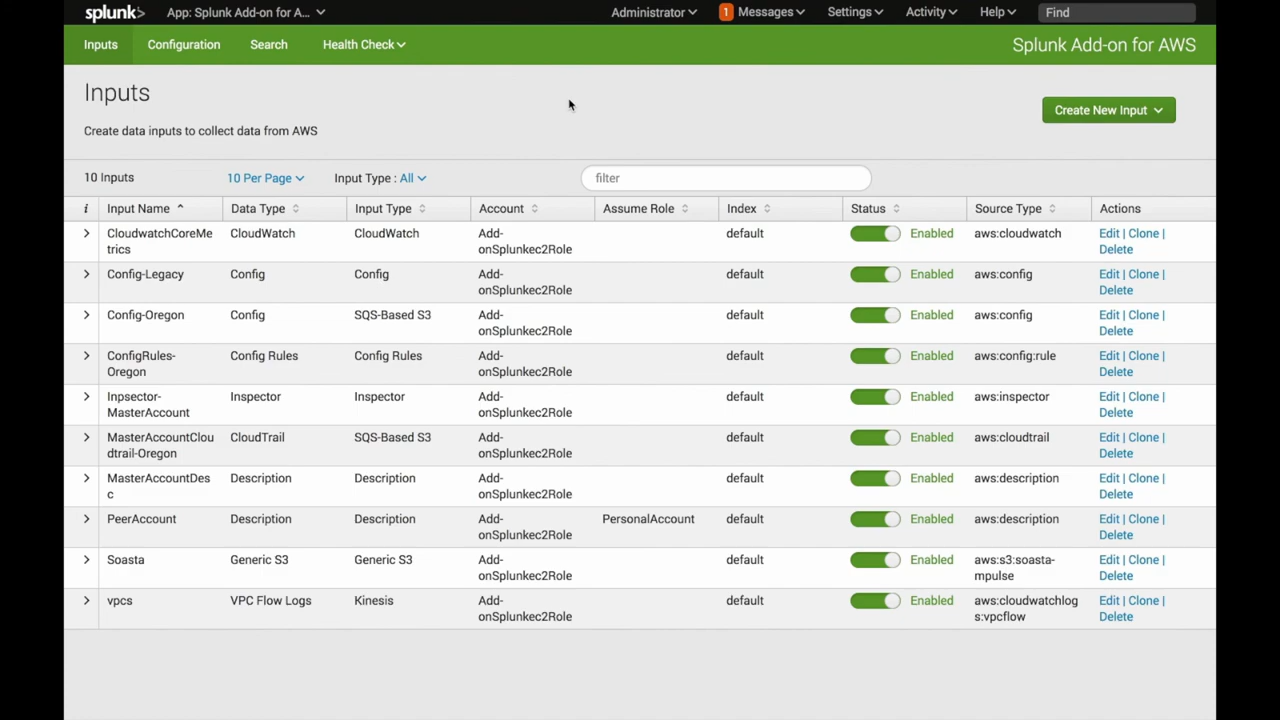 splunk> App: Splunk Add-on for A... Administrator 1 Messages Settings Activity Help Find
Inputs Configuration Search Health Check Splunk Add-on for AWS
Inputs
Create New Input
Create data inputs to collect data from AWS
10 Inputs 10 Per Page Input Type : All filter
i Input Name Data Type Input Type Account Assume Role Index Status Source Type Actions
CloudwatchCoreMe CloudWatch CloudWatch Add- default Enabled aws:cloudwatch Edit | Clone |
trics onSplunkec2Role Delete
Config-Legacy Config Config Add- default Enabled aws:config Edit | Clone |
onSplunkec2Role Delete
Config-Oregon Config SQS-Based S3 Add- default Enabled aws:config Edit | Clone |
onSplunkec2Role Delete
ConfigRules- Config Rules Config Rules Add- default Enabled aws:config:rule Edit | Clone |
Oregon onSplunkec2Role Delete
Inpsector- Inspector Inspector Add- default Enabled aws:inspector Edit | Clone |
MasterAccount onSplunkec2Role Delete
MasterAccountClou CloudTrail SQS-Based S3 Add- default Enabled aws:cloudtrail Edit | Clone |
dtrail-Oregon onSplunkec2Role Delete
MasterAccountDes Description Description Add- default Enabled aws:description Edit | Clone |
c onSplunkec2Role Delete
PeerAccount Description Description Add- PersonalAccount default Enabled aws:description Edit | Clone |
onSplunkec2Role Delete
Soasta Generic S3 Generic S3 Add- default Enabled aws:s3:soasta- Edit | Clone |
onSplunkec2Role mpulse Delete
vpcs VPC Flow Logs Kinesis Add- default Enabled aws:cloudwatchlog Edit | Clone |
onSplunkec2Role s:vpcflow Delete